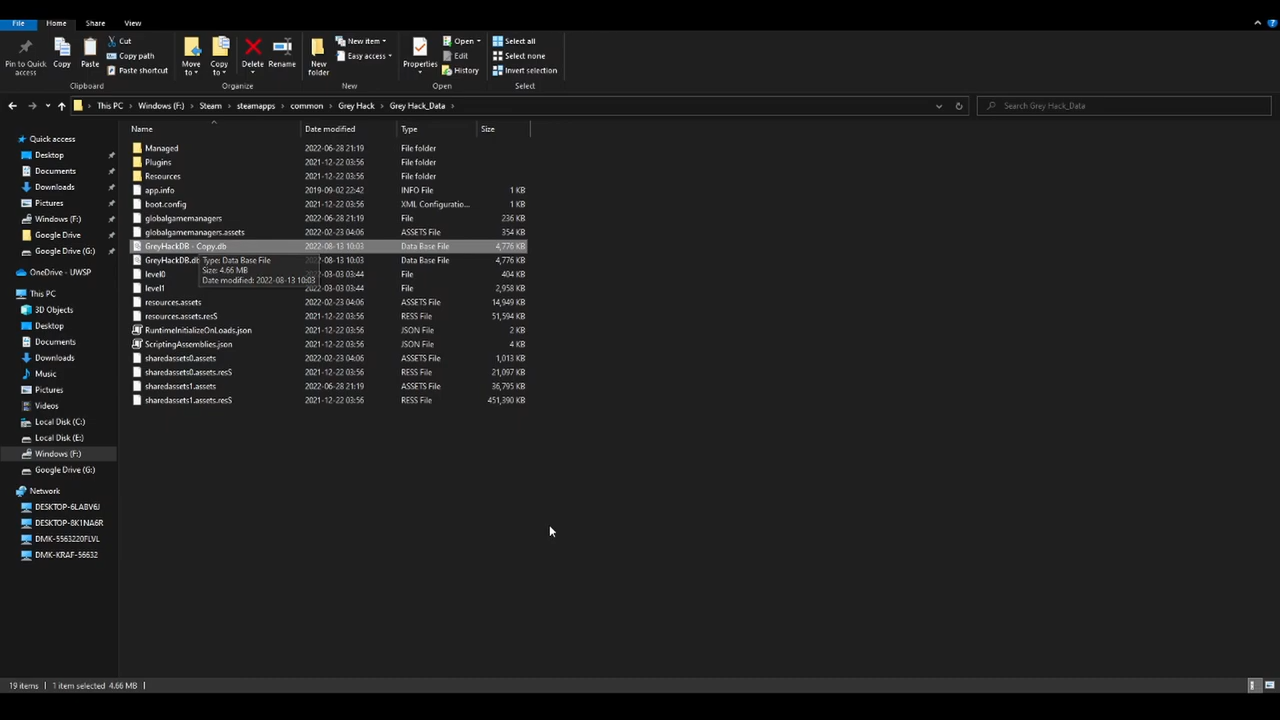 File Home Share View
Pin to Quick access
Copy
Paste
Cut
Copy path
Paste shortcut
Clipboard
Move to
Copy to
Delete
Rename
Organize
New folder
New item
Easy access
New
Properties
Open
Edit
History
Open
Select all
Select none
Invert selection
Select
This PC Windows (F:) Steam steamapps common Grey Hack Grey Hack_Data
Search Grey Hack_Data
Quick access
Desktop
Documents
Downloads
Pictures
Windows (F:)
Google Drive
Google Drive (G:)
OneDrive - UWSP
This PC
3D Objects
Desktop
Documents
Downloads
Music
Pictures
Videos
Local Disk (C:)
Local Disk (E:)
Windows (F:)
Google Drive (G:)
Network
DESKTOP-6LABV6J
DESKTOP-8K1NA6R
DMK-5563220FLVL
DMK-KRAF-56632
Name Date modified Type Size
Managed 2022-06-28 21:19 File folder
Plugins 2021-12-22 03:56 File folder
Resources 2021-12-22 03:56 File folder
app.info 2019-09-02 22:42 INFO File 1 KB
boot.config 2021-12-22 03:56 XML Configuratio... 1 KB
globalgamemanagers 2022-06-28 21:19 File 236 KB
globalgamemanagers.assets 2022-02-23 04:06 ASSETS File 354 KB
GreyHackDB - Copy.db 2022-08-13 10:03 Data Base File 4,776 KB
GreyHackDB.db 2022-08-13 10:03 Data Base File 4,776 KB
Type: Data Base File
Size: 4.66 MB
Date modified: 2022-08-13 10:03
level0 03-03 03:44 File 404 KB
level1 2022-03-03 03:44 File 2,958 KB
resources.assets 2022-02-23 04:06 ASSETS File 14,949 KB
resources.assets.resS 2021-12-22 03:56 RESS File 51,594 KB
RuntimeInitializeOnLoads.json 2021-12-22 03:56 JSON File 2 KB
ScriptingAssemblies.json 2021-12-22 03:56 JSON File 4 KB
sharedassets0.assets 2022-02-23 04:06 ASSETS File 1,013 KB
sharedassets0.assets.resS 2021-12-22 03:56 RESS File 21,097 KB
sharedassets1.assets 2022-06-28 21:19 ASSETS File 36,795 KB
sharedassets1.assets.resS 2021-12-22 03:56 RESS File 451,390 KB
19 items 1 item selected 4.66 MB